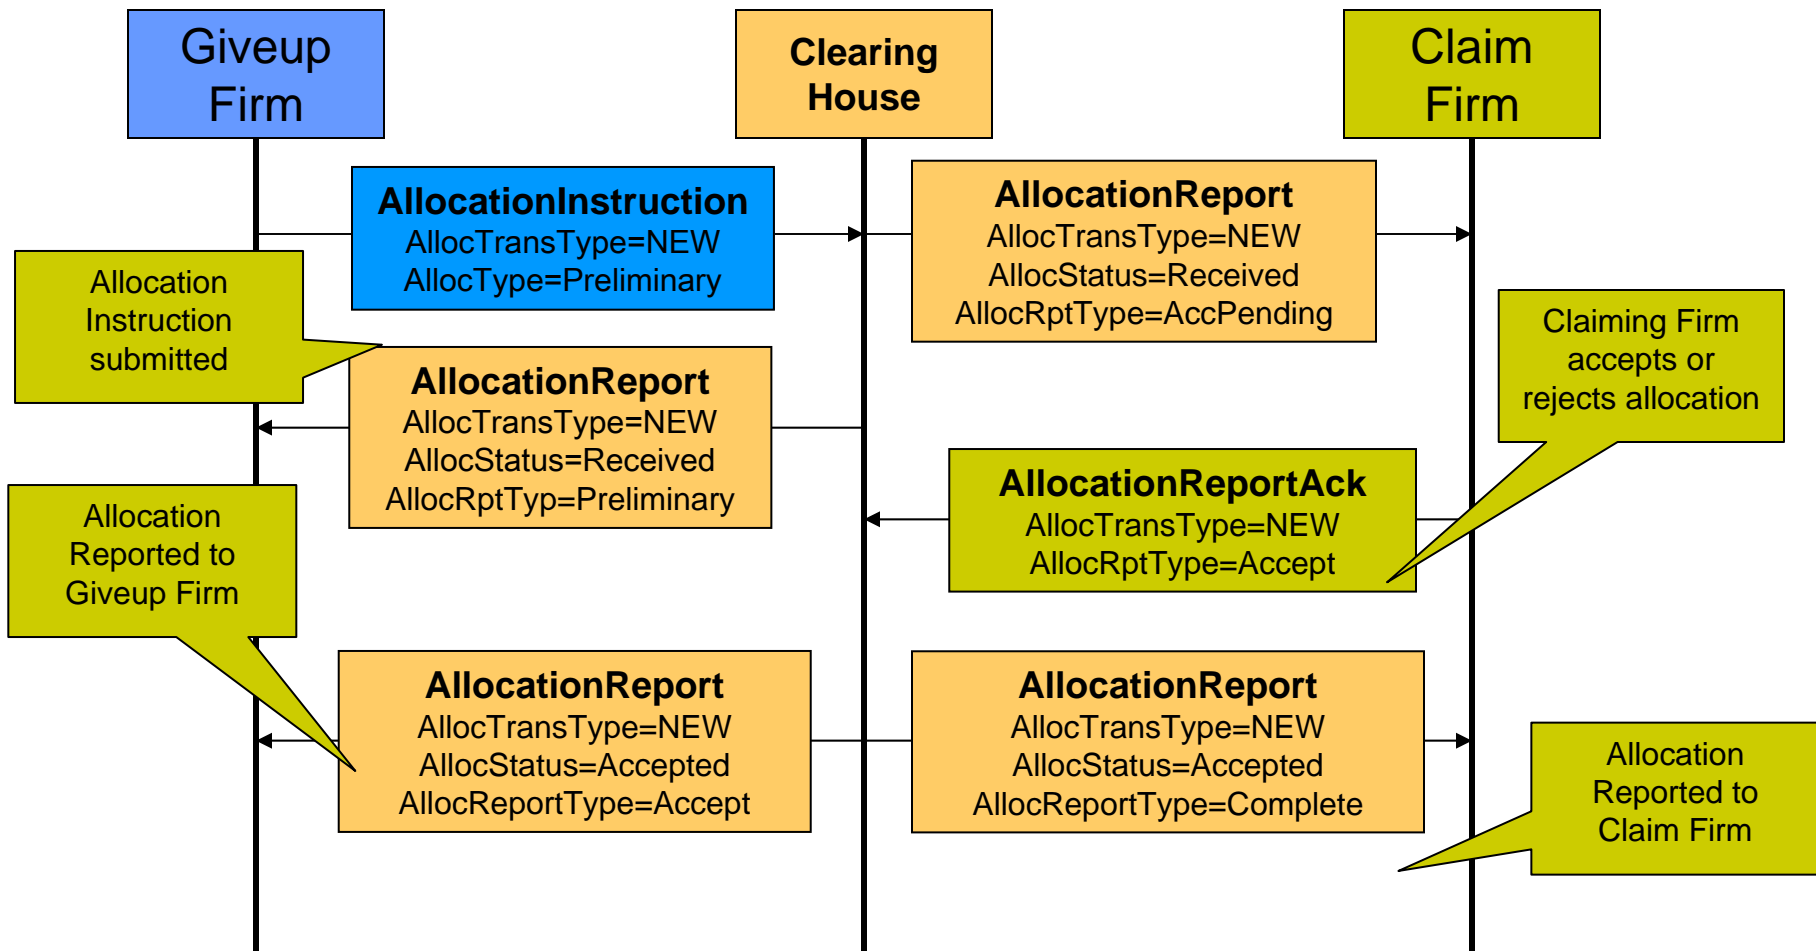 Giveup
Firm
Clearing
House
Claim
Firm
AllocationInstruction
AllocTransType=NEW
AllocType=Preliminary
AllocationReport
AllocTransType=NEW
AllocStatus=Received
AllocRptType=AccPending
Allocation
Instruction
submitted
Claiming Firm
accepts or
rejects allocation
AllocationReport
AllocTransType=NEW
AllocStatus=Received
AllocRptTyp=Preliminary
AllocationReportAck
AllocTransType=NEW
AllocRptType=Accept
Allocation
Reported to
Giveup Firm
AllocationReport
AllocTransType=NEW
AllocStatus=Accepted
AllocReportType=Accept
AllocationReport
AllocTransType=NEW
AllocStatus=Accepted
AllocReportType=Complete
Allocation
Reported to
Claim Firm